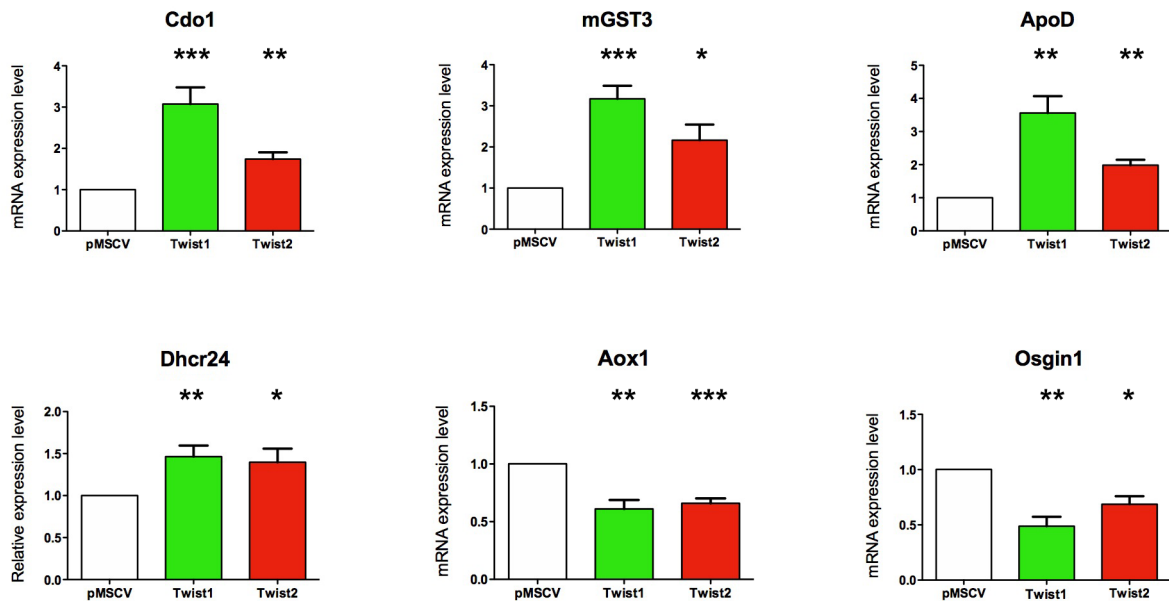 Cdo1
mRNA expression level
*** **
4
3
2
1
0
pMSCV Twist1 Twist2
mGST3
mRNA expression level
*** *
4
3
2
1
0
pMSCV Twist1 Twist2
ApoD
mRNA expression level
** **
5
4
3
2
1
0
pMSCV Twist1 Twist2
Dhcr24
Relative expression level
** *
2.0
1.5
1.0
0.5
0.0
pMSCV Twist1 Twist2
Aox1
mRNA expression level
** ***
1.5
1.0
0.5
0.0
pMSCV Twist1 Twist2
Osgin1
mRNA expression level
** *
1.5
1.0
0.5
0.0
pMSCV Twist1 Twist2